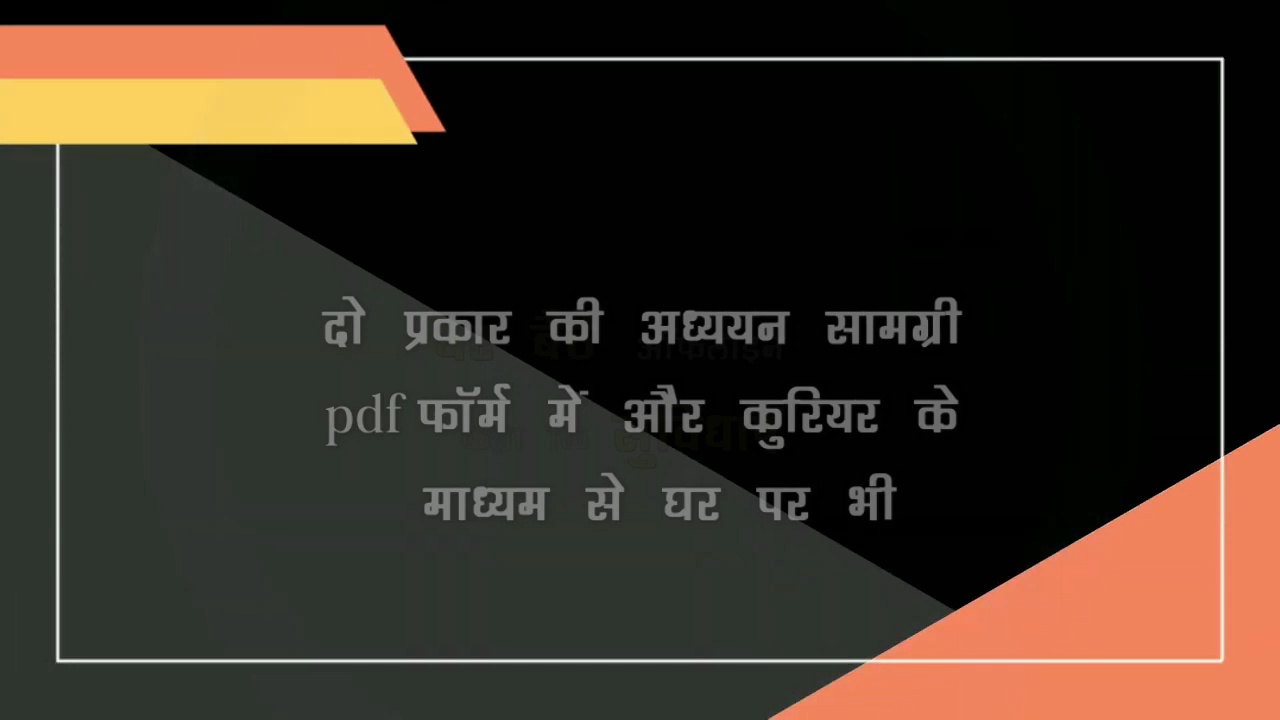 दो प्रकार की अध्ययन सामग्री
pdf फॉर्म में और कुरियर के
माध्यम से घर पर भी